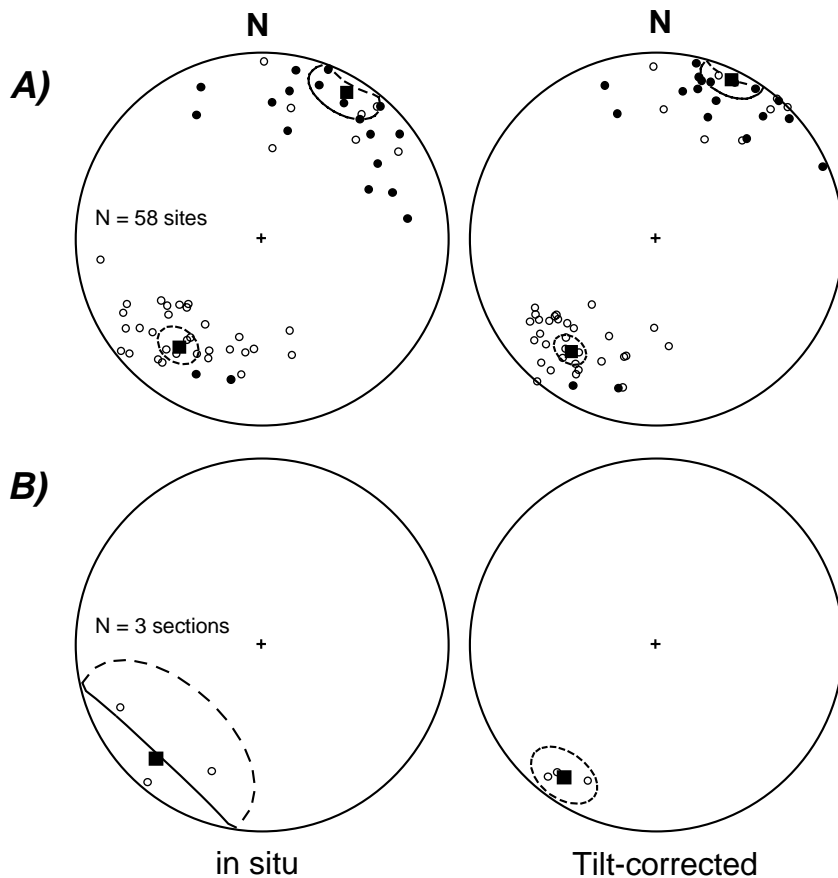 N
N
A)
N = 58 sites
B)
N = 3 sections
in situ
Tilt-corrected